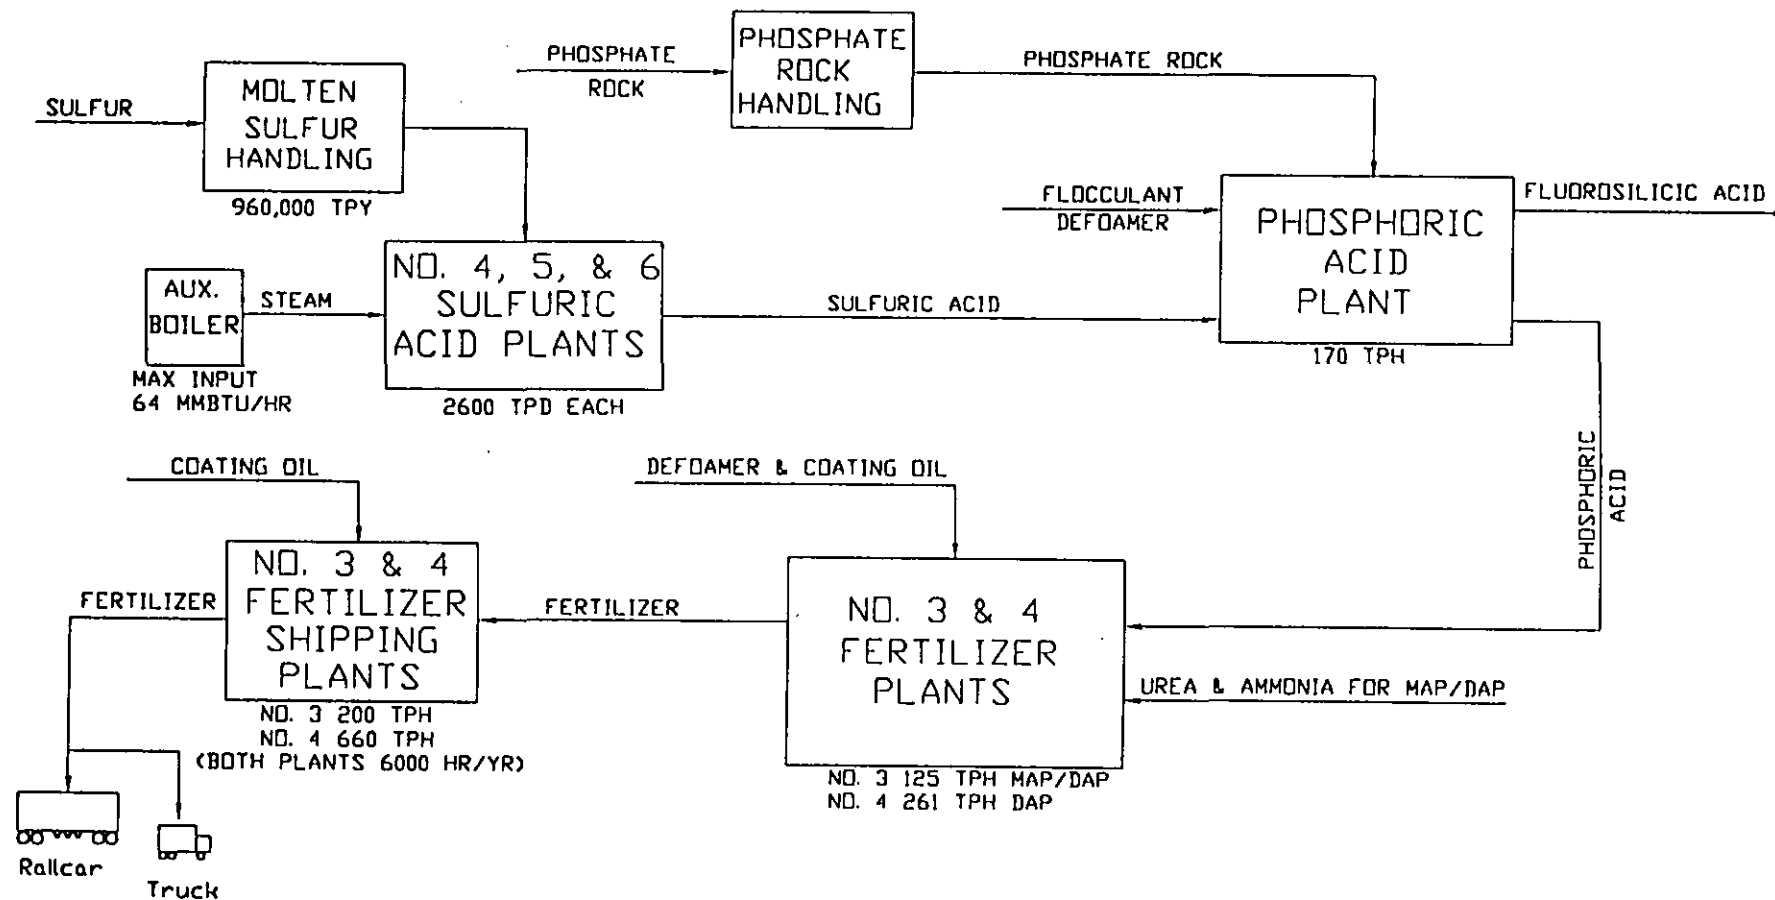 PHOSPHATE
ROCK
PHOSPHATE
ROCK
HANDLING
PHOSPHATE ROCK
SULFUR
MOLTEN
SULFUR
HANDLING
960,000 TPY
FLOCCULANT
DEFOAMER
PHOSPHORIC
ACID
PLANT
170 TPH
FLUOROSILICIC ACID
AUX.
BOILER
MAX INPUT
64 MMBTU/HR
STEAM
NO. 4, 5, & 6
SULFURIC
ACID PLANTS
2600 TPD EACH
SULFURIC ACID
PHOSPHORIC
ACID
COATING OIL
DEFOAMER & COATING OIL
FERTILIZER
NO. 3 & 4
FERTILIZER
SHIPPING
PLANTS
NO. 3 200 TPH
NO. 4 660 TPH
(BOTH PLANTS 6000 HR/YR)
FERTILIZER
NO. 3 & 4
FERTILIZER
PLANTS
NO. 3 125 TPH MAP/DAP
NO. 4 261 TPH DAP
UREA & AMMONIA FOR MAP/DAP
Railcar
Truck